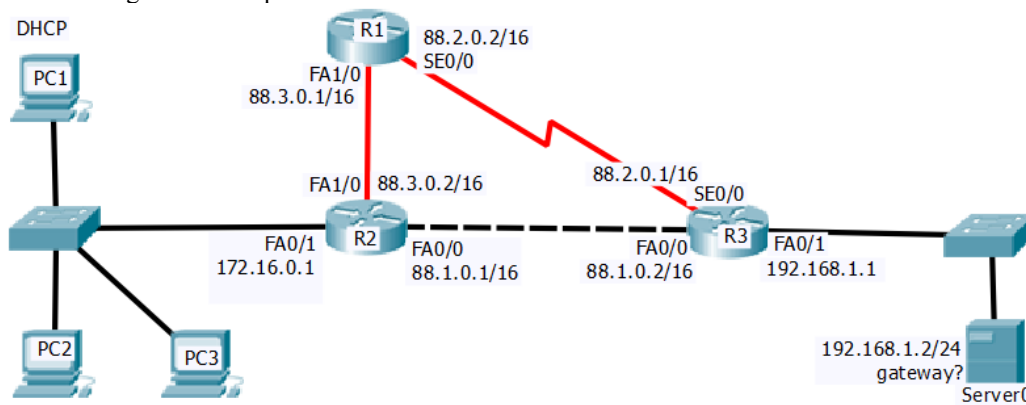 DHCP
PC1
R1
88.2.0.2/16
SE0/0
FA1/0
88.3.0.1/16
FA1/0
88.3.0.2/16
88.2.0.1/16
SE0/0
R2
R3
FA0/1
172.16.0.1
FA0/0
88.1.0.1/16
FA0/0
88.1.0.2/16
FA0/1
192.168.1.1
PC2
PC3
192.168.1.2/24
gateway?
Server0